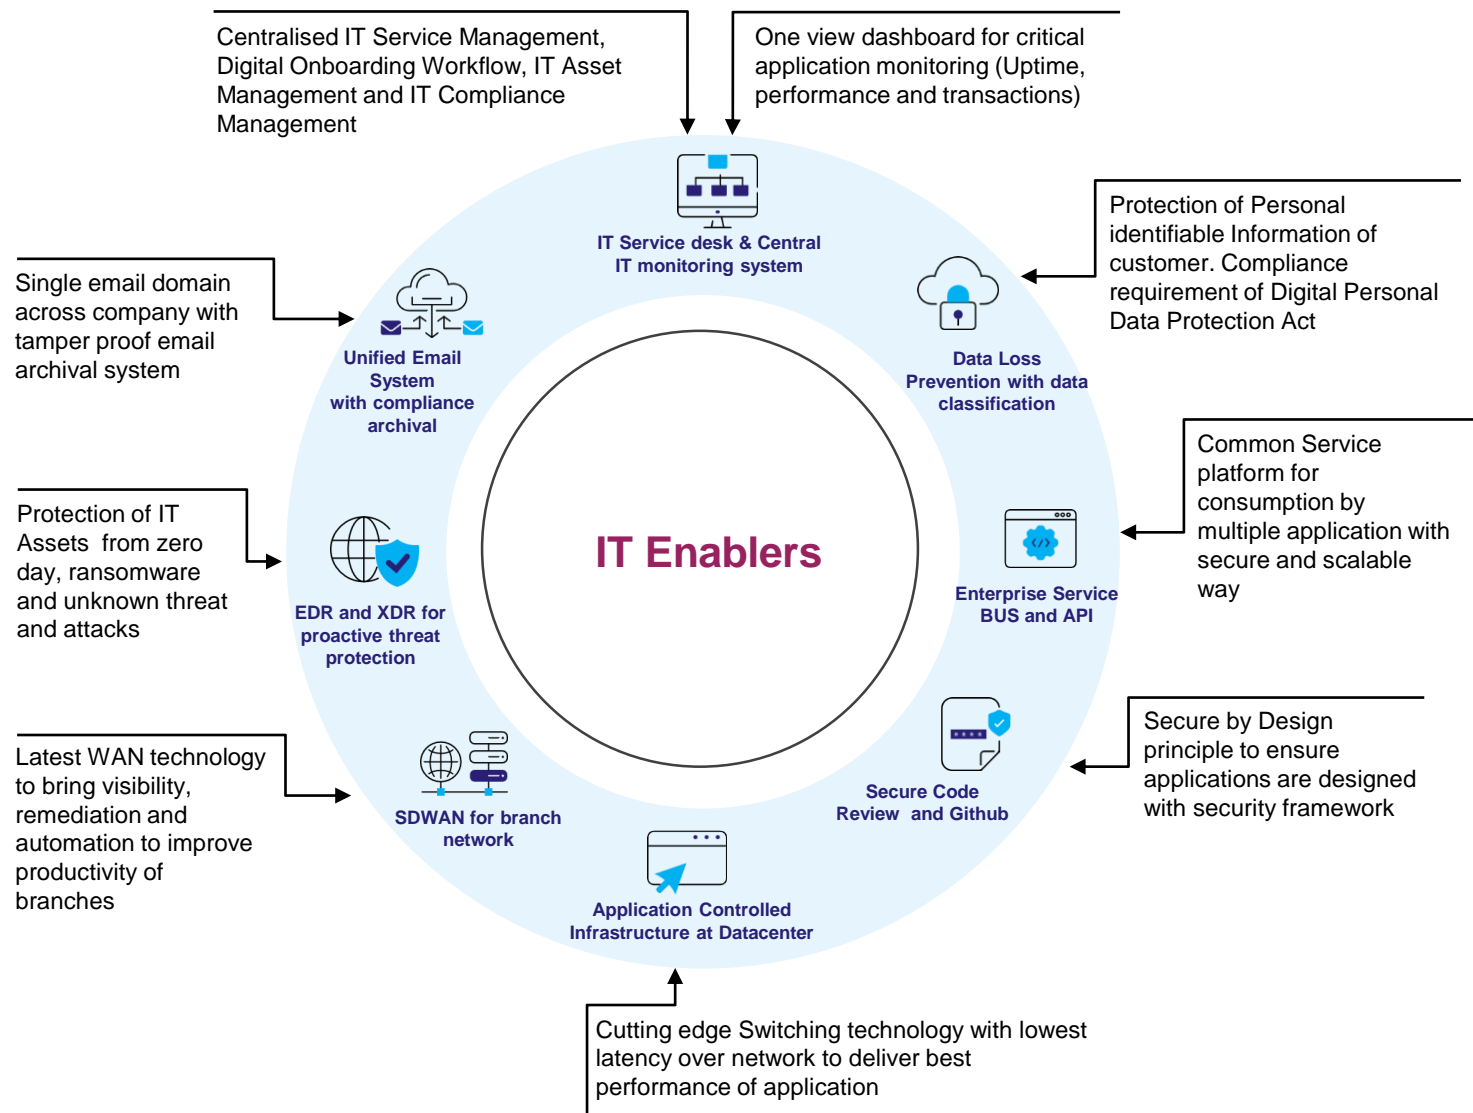 Centralised IT Service Management,
Digital Onboarding Workflow, IT Asset
Management and IT Compliance
Management
One view dashboard for critical
application monitoring (Uptime,
performance and transactions)
IT Service desk & Central
IT monitoring system
Protection of Personal
identifiable Information of
customer. Compliance
requirement of Digital Personal
Data Protection Act
Data Loss
Prevention with data
classification
Single email domain
across company with
tamper proof email
archival system
Unified Email
System
with compliance
archival
Common Service
platform for
consumption by
multiple application with
secure and scalable
way
Enterprise Service
BUS and API
IT Enablers
Protection of IT
Assets  from zero
day, ransomware
and unknown threat
and attacks
EDR and XDR for
proactive threat
protection
Secure by Design
principle to ensure
applications are designed
with security framework
Secure Code
Review  and Github
Latest WAN technology
to bring visibility,
remediation and
automation to improve
productivity of
branches
SDWAN for branch
network
Application Controlled
Infrastructure at Datacenter
Cutting edge Switching technology with lowest
latency over network to deliver best
performance of application